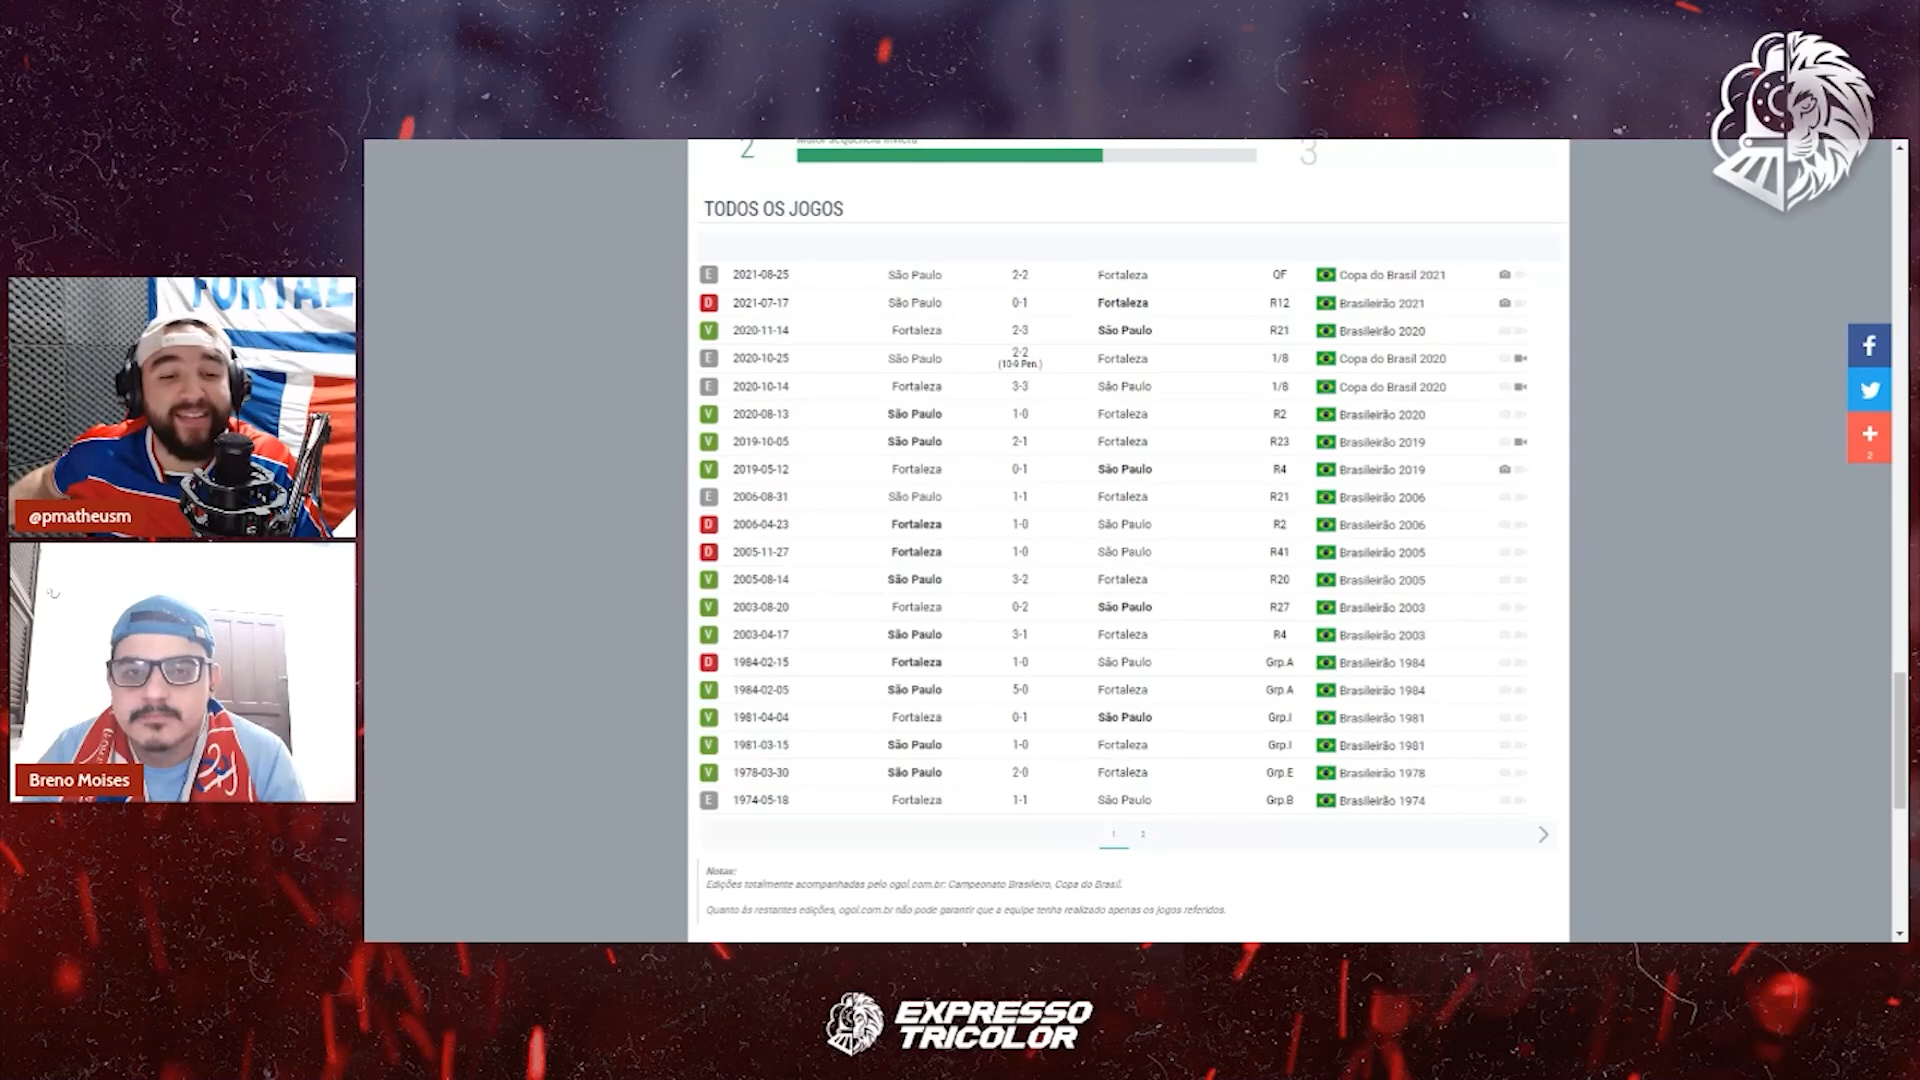 2 Maior sequência invicta 3
TODOS OS JOGOS
E 2021-08-25 São Paulo 2-2 Fortaleza QF Copa do Brasil 2021
D 2021-07-17 São Paulo 0-1 Fortaleza R12 Brasileirão 2021
V 2020-11-14 Fortaleza 2-3 São Paulo R21 Brasileirão 2020
E 2020-10-25 São Paulo 2-2 (10-9 Pen.) Fortaleza 1/8 Copa do Brasil 2020
E 2020-10-14 Fortaleza 3-3 São Paulo 1/8 Copa do Brasil 2020
V 2020-08-13 São Paulo 1-0 Fortaleza R2 Brasileirão 2020
V 2019-10-05 São Paulo 2-1 Fortaleza R23 Brasileirão 2019
V 2019-05-12 Fortaleza 0-1 São Paulo R4 Brasileirão 2019
E 2006-08-31 São Paulo 1-1 Fortaleza R21 Brasileirão 2006
D 2006-04-23 Fortaleza 1-0 São Paulo R2 Brasileirão 2006
D 2005-11-27 Fortaleza 1-0 São Paulo R41 Brasileirão 2005
V 2005-08-14 São Paulo 3-2 Fortaleza R20 Brasileirão 2005
V 2003-08-20 Fortaleza 0-2 São Paulo R27 Brasileirão 2003
V 2003-04-17 São Paulo 3-1 Fortaleza R4 Brasileirão 2003
D 1984-02-15 Fortaleza 1-0 São Paulo Grp.A Brasileirão 1984
V 1984-02-05 São Paulo 5-0 Fortaleza Grp.A Brasileirão 1984
V 1981-04-04 Fortaleza 0-1 São Paulo Grp.I Brasileirão 1981
V 1981-03-15 São Paulo 1-0 Fortaleza Grp.I Brasileirão 1981
V 1978-03-30 São Paulo 2-0 Fortaleza Grp.E Brasileirão 1978
E 1974-05-18 Fortaleza 1-1 São Paulo Grp.B Brasileirão 1974
1 2
Notas:
Edições totalmente acompanhadas pelo ogol.com.br: Campeonato Brasileiro, Copa do Brasil.
Quanto às restantes edições, ogol.com.br não pode garantir que a equipe tenha realizado apenas os jogos referidos.
f
+
2
FORTAL
@pmatheusm
Breno Moises
EXPRESSO
TRICOLOR